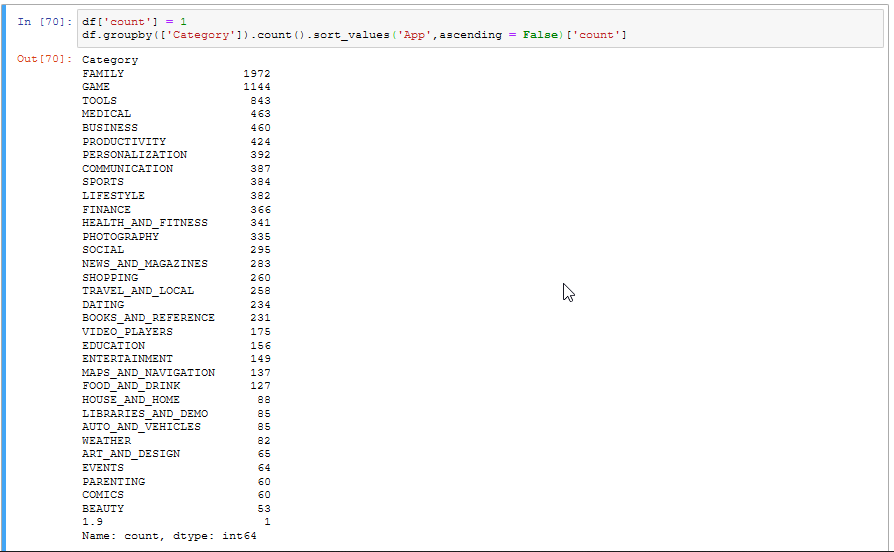 In [70]: df['count'] = 1
df.groupby(['Category']).count().sort_values('App',ascending = False)['count']
Out[70]: Category
FAMILY 1972
GAME 1144
TOOLS 843
MEDICAL 463
BUSINESS 460
PRODUCTIVITY 424
PERSONALIZATION 392
COMMUNICATION 387
SPORTS 384
LIFESTYLE 382
FINANCE 366
HEALTH_AND_FITNESS 341
PHOTOGRAPHY 335
SOCIAL 295
NEWS_AND_MAGAZINES 283
SHOPPING 260
TRAVEL_AND_LOCAL 258
DATING 234
BOOKS_AND_REFERENCE 231
VIDEO_PLAYERS 175
EDUCATION 156
ENTERTAINMENT 149
MAPS_AND_NAVIGATION 137
FOOD_AND_DRINK 127
HOUSE_AND_HOME 88
LIBRARIES_AND_DEMO 85
AUTO_AND_VEHICLES 85
WEATHER 82
ART_AND_DESIGN 65
EVENTS 64
PARENTING 60
COMICS 60
BEAUTY 53
1.9 1
Name: count, dtype: int64